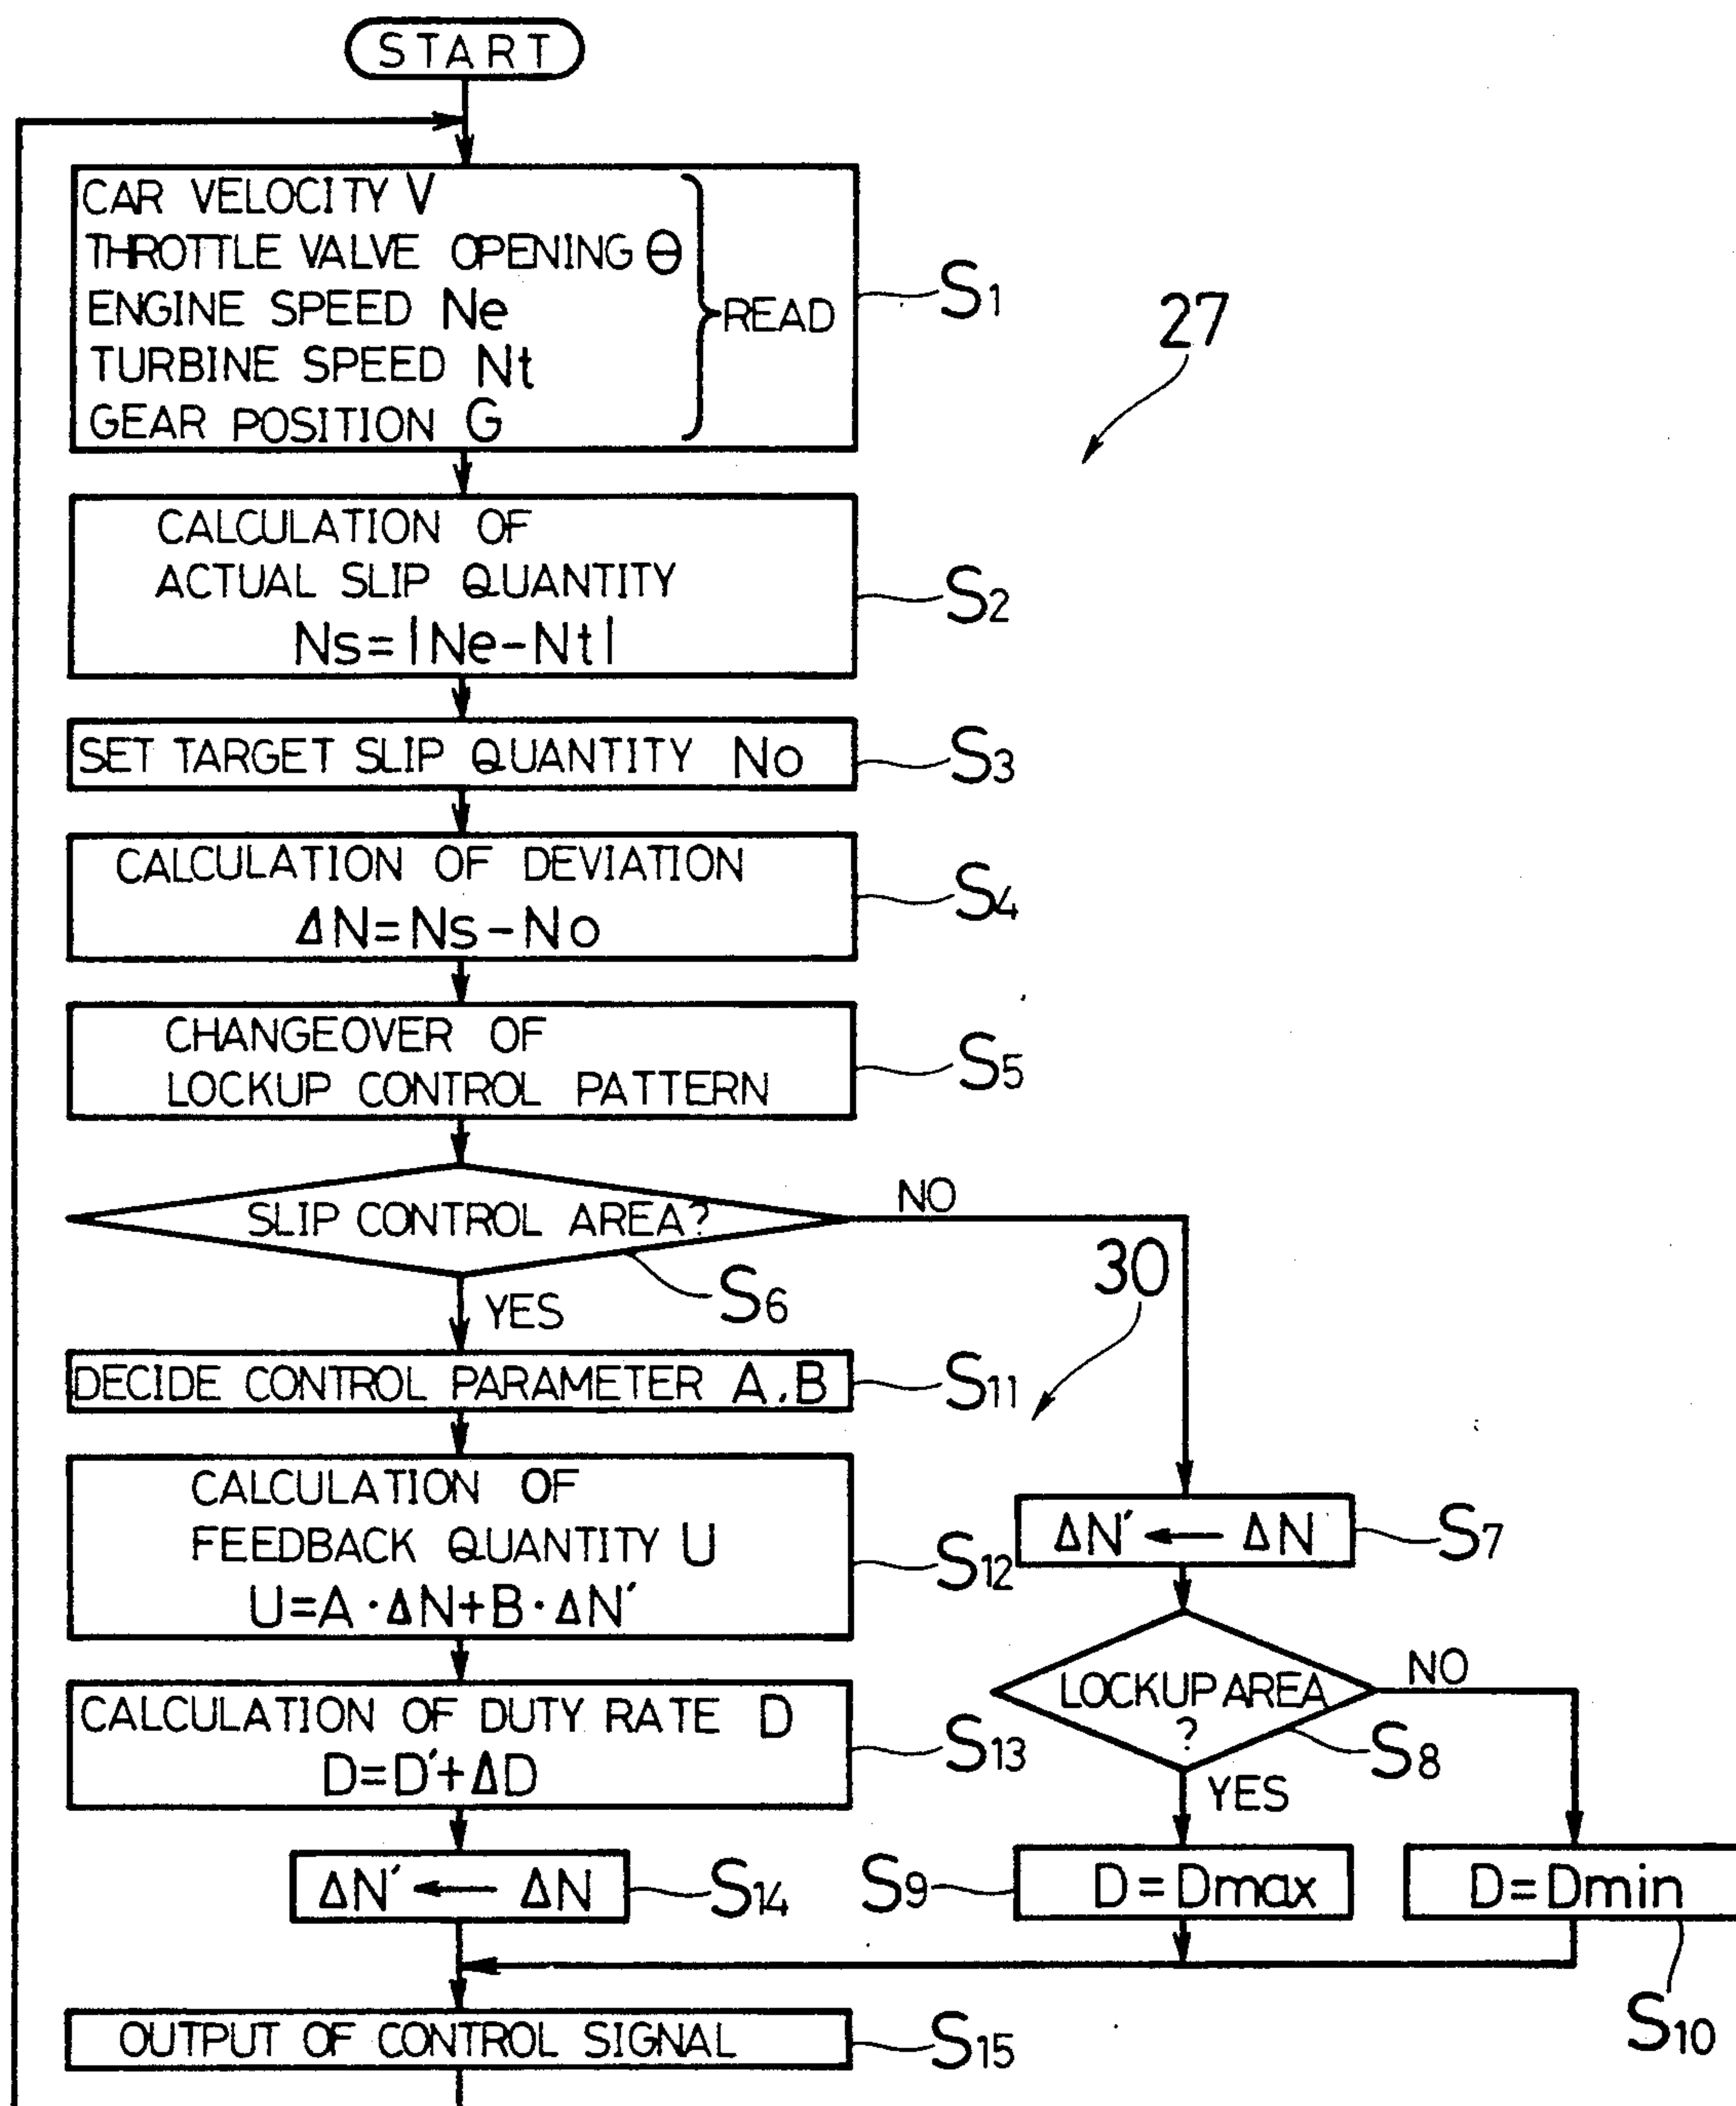 START
CAR VELOCITY V
THROTTLE VALVE OPENING Θ
ENGINE SPEED Ne
TURBINE SPEED Nt
GEAR POSITION G
READ
S1
27
CALCULATION OF
ACTUAL SLIP QUANTITY
Ns=|Ne-Nt|
S2
SET TARGET SLIP QUANTITY No
S3
CALCULATION OF DEVIATION
ΔN=Ns-No
S4
CHANGEOVER OF
LOCKUP CONTROL PATTERN
S5
SLIP CONTROL AREA?
NO
S6
YES
30
DECIDE CONTROL PARAMETER A,B
S11
CALCULATION OF
FEEDBACK QUANTITY U
U=A·ΔN+B·ΔN′
S12
ΔN′ ← ΔN
S7
LOCKUP AREA
?
NO
S8
YES
CALCULATION OF DUTY RATE D
D=D′+ΔD
S13
ΔN′ ← ΔN
S14
S9
D=Dmax
D=Dmin
S10
OUTPUT OF CONTROL SIGNAL
S15